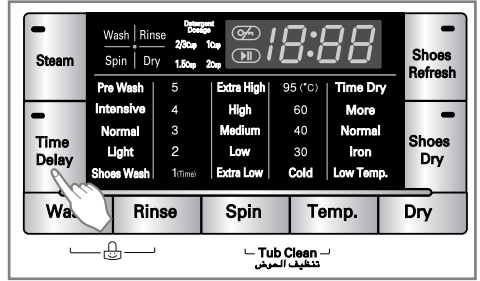 Steam
Wash | Rinse
Spin | Dry
Detergent Dosage
2/3Cup 1Cup
1.5Cup 2Cup
18:88
Shoes Refresh
Pre Wash 5 Extra High 95 (°C) Time Dry
Intensive 4 High 60 More
Normal 3 Medium 40 Normal
Light 2 Low 30 Iron
Shoes Wash 1(Time) Extra Low Cold Low Temp.
Time Delay
Shoes Dry
Rinse Spin Temp. Dry
Tub Clean
تنظيف الحوض